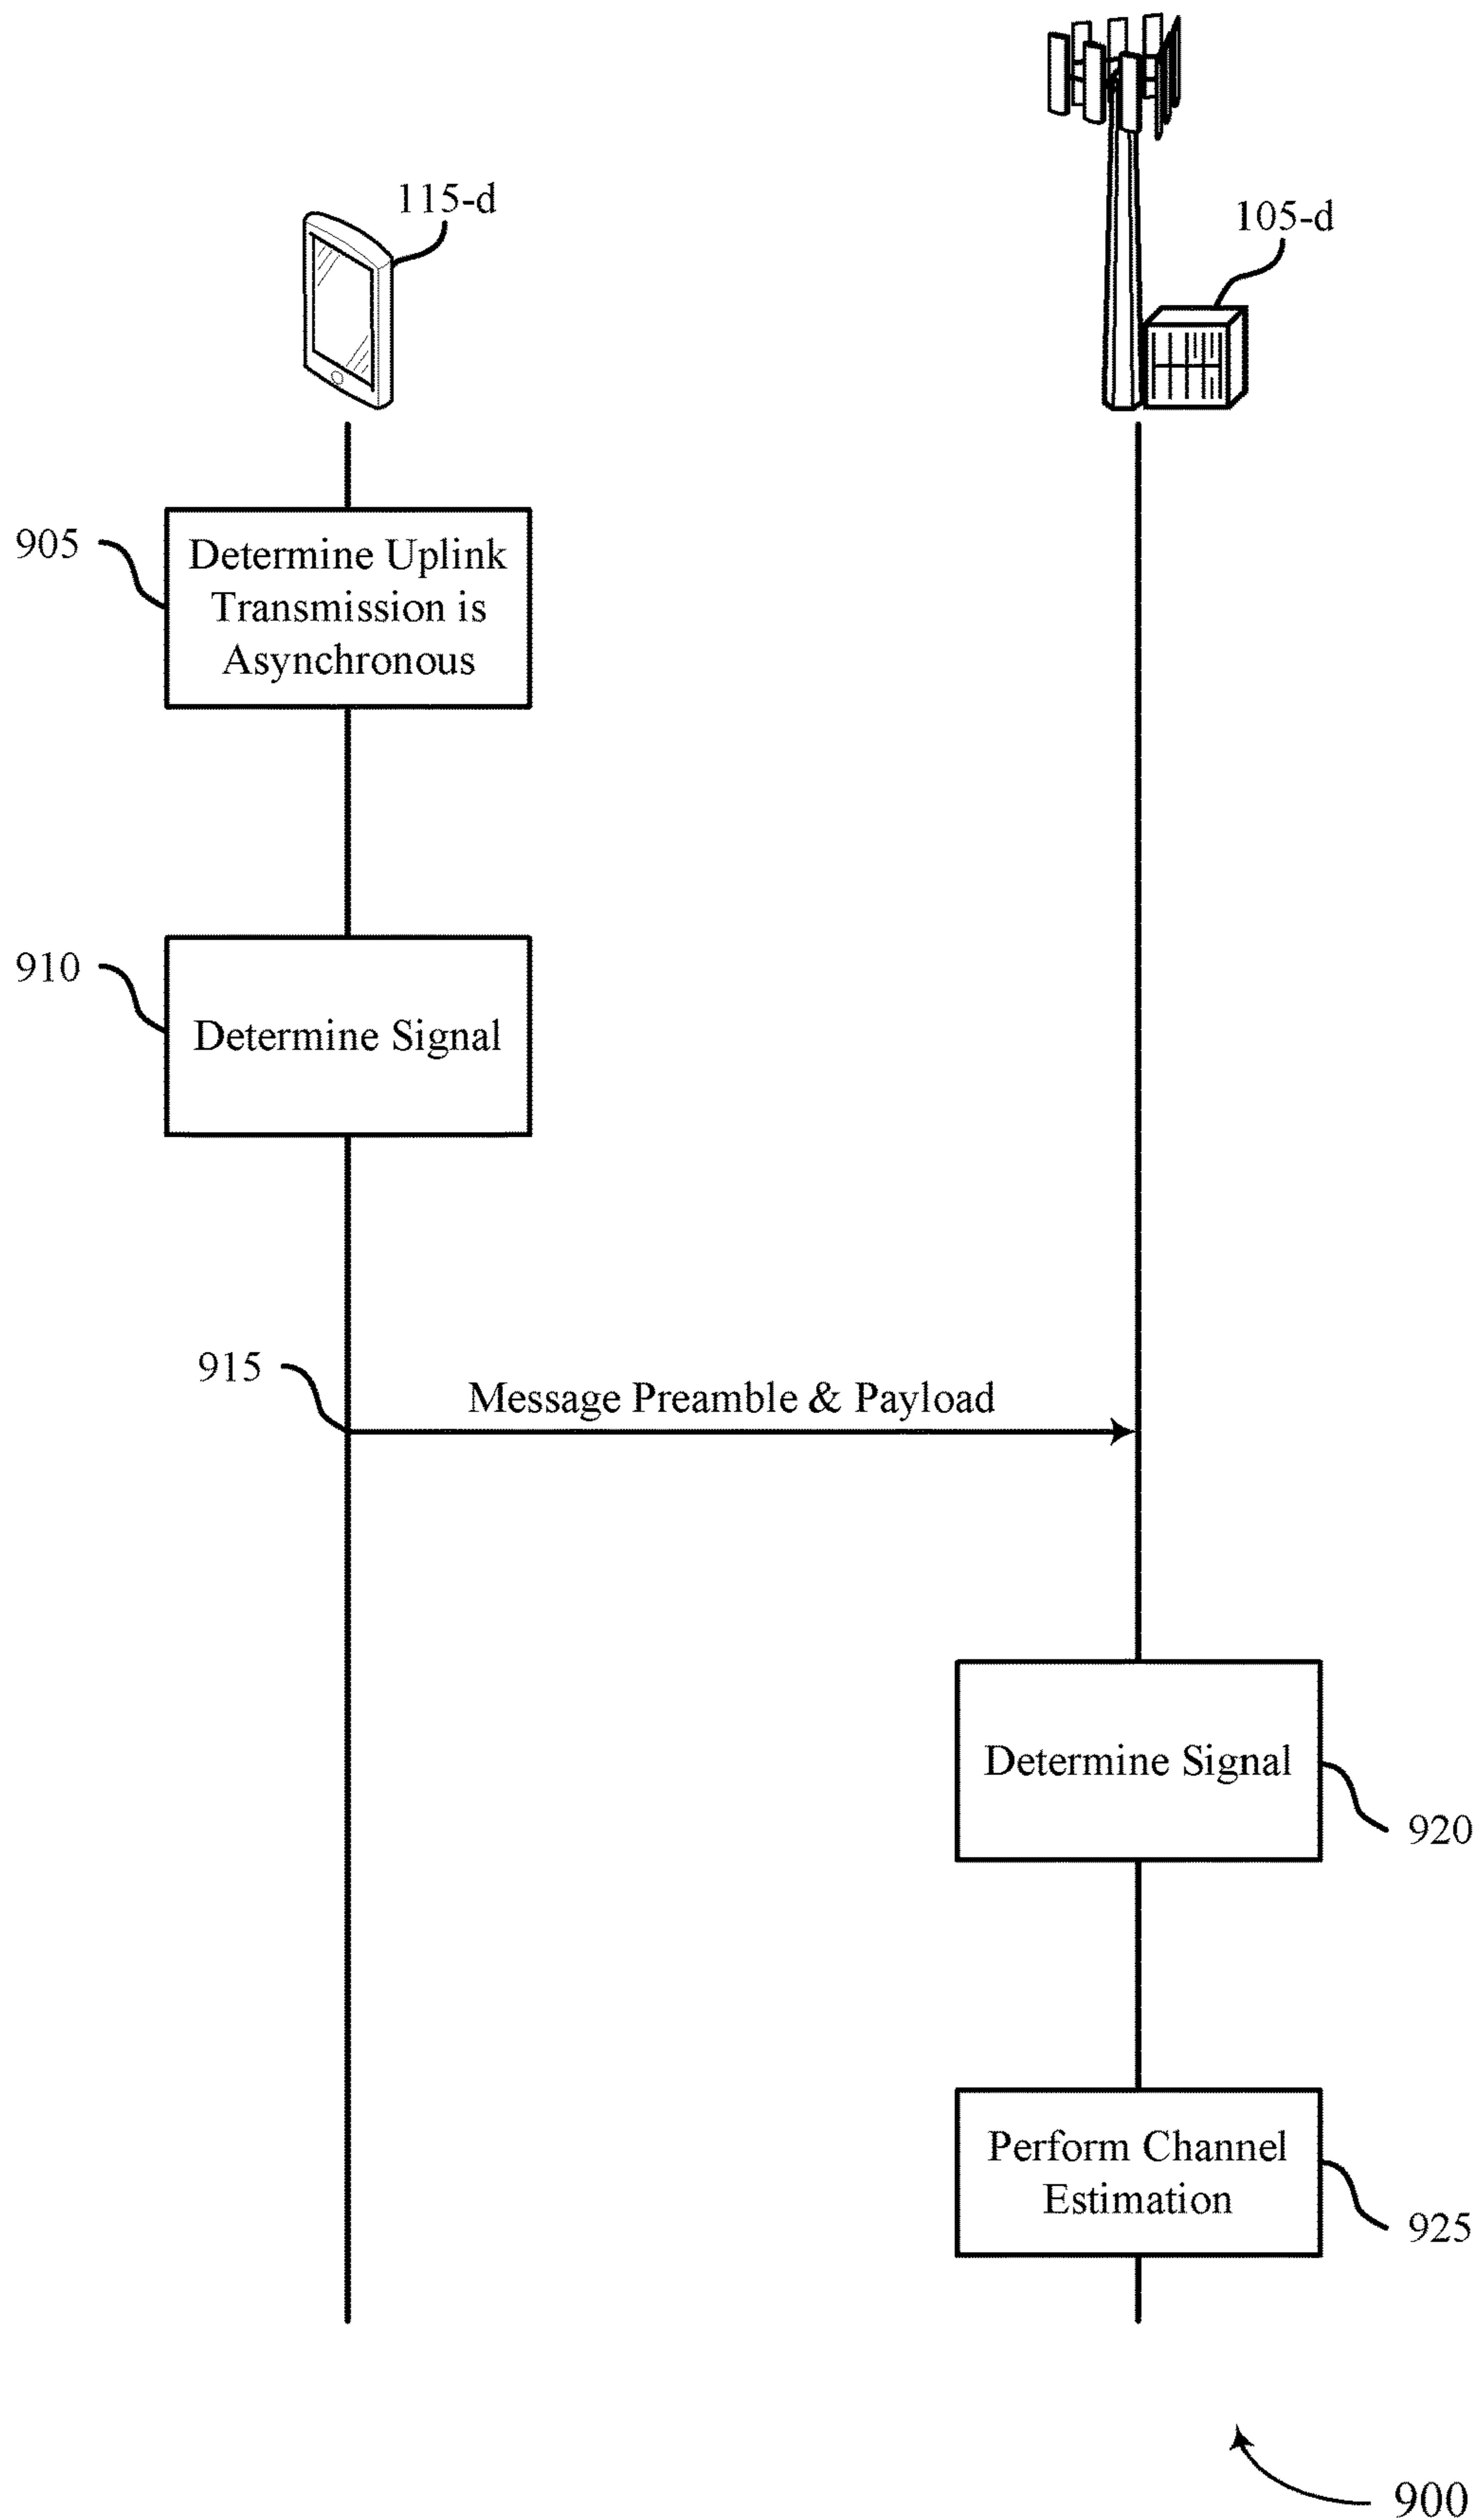 115-d
105-d
905
Determine Uplink
Transmission is
Asynchronous
910
Determine Signal
915
Message Preamble & Payload
Determine Signal
920
Perform Channel
Estimation
925
900